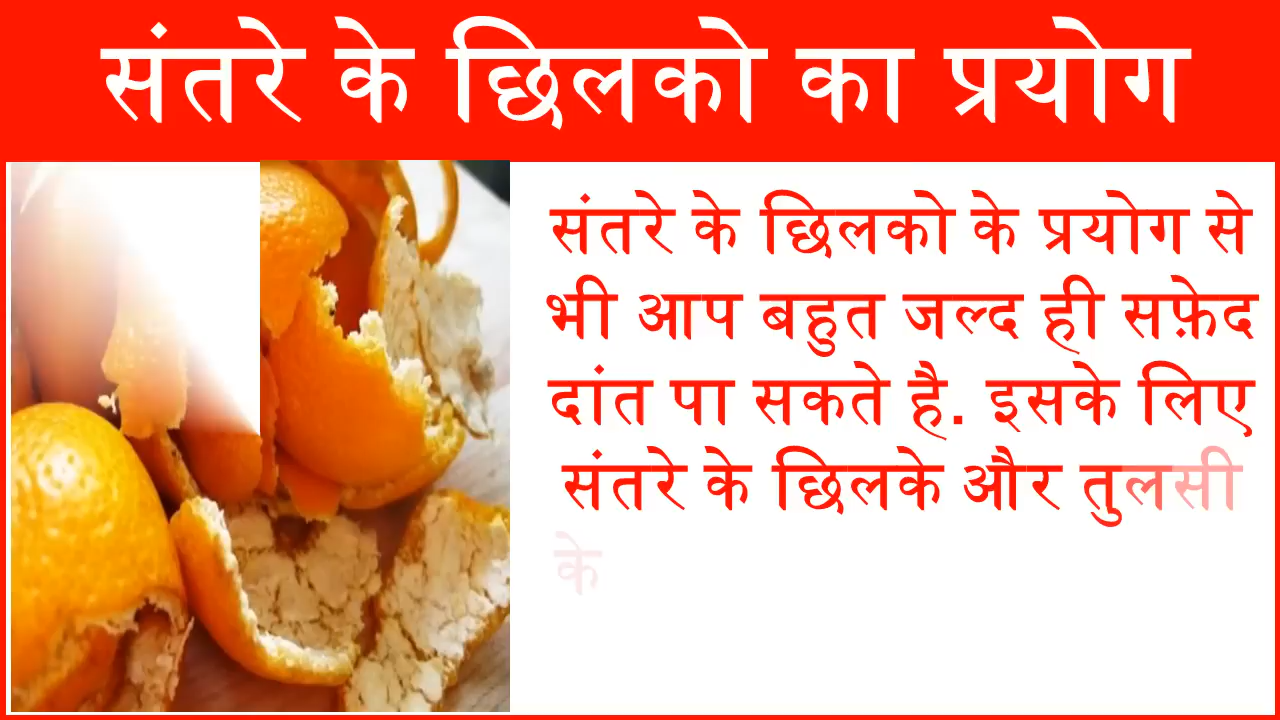 संतरे के छिलको का प्रयोग
संतरे के छिलको के प्रयोग से
भी आप बहुत जल्द ही सफ़ेद
दांत पा सकते है. इसके लिए
संतरे के छिलके और तुलसी
के